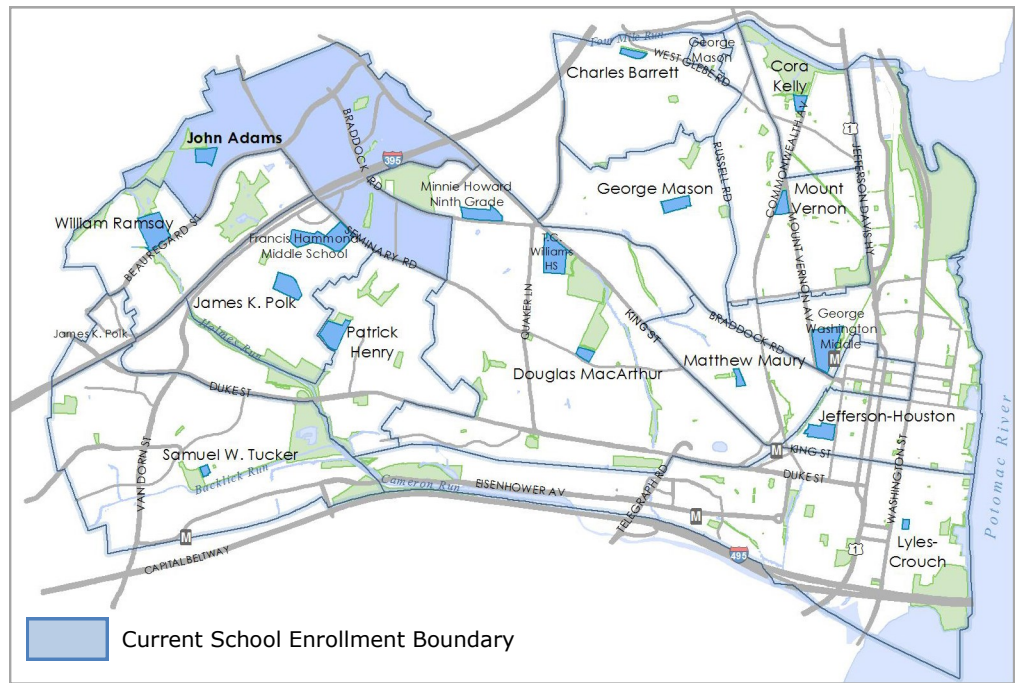 Four Mile Run
George
Mason
WEST GLEBE RD
Charles Barrett
Cora
Kelly
COMMONWEALTH AV
1
JEFFERSON DAVIS HY
John Adams
BRADDOCK RD
395
RUSSELL RD
Minnie Howard
Ninth Grade
George Mason
Mount
Vernon
MOUNT VERNON AV
William Ramsay
BEAUREGARD ST
Francis Hammond
Middle School
SEMINARY RD
T.C.
Williams
HS
James K. Polk
QUAKER LN
KING ST
BRADDOCK RD
George
Washington
Middle
M
James K. Polk
Holmes Run
Patrick
Henry
Matthew Maury
Douglas MacArthur
DUKE ST
Jefferson-Houston
M
KING ST
Potomac River
VAN DORN ST
Samuel W. Tucker
Backlick Run
Cameron Run
EISENHOWER AV
TELEGRAPH RD
DUKE ST
WASHINGTON ST
M
M
CAPITAL BELTWAY
495
1
Lyles-
Crouch
Current School Enrollment Boundary